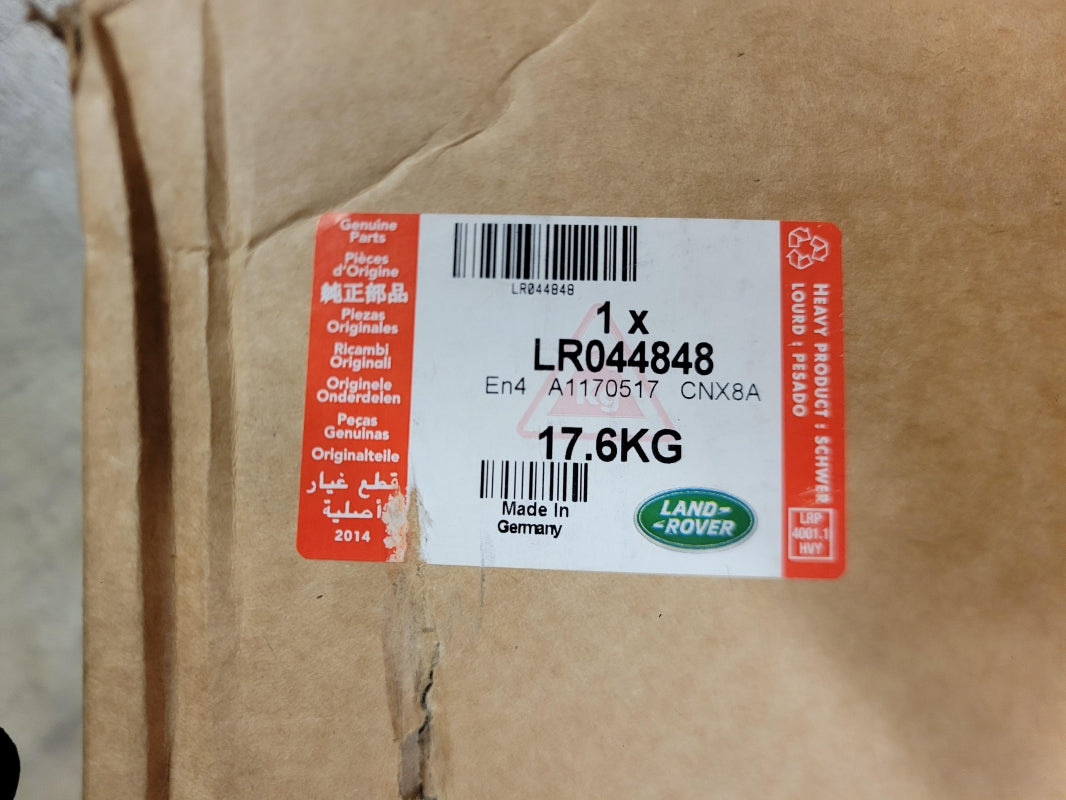 Genuine
Parts
Pièces
d'Origine
純正部品
Piezas
Originales
Ricambi
Originali
Originele
Onderdelen
Peças
Genuinas
Originalteile
قطع غيار
أصلية
2014
LR044848
1 x
LR044848
En4 A1170517 CNX8A
Kg
17.6KG
Made In
Germany
LAND-
-ROVER
HEAVY PRODUCT ; SCHWER
LOURD ; PESADO
LRP
4001.1
HVY